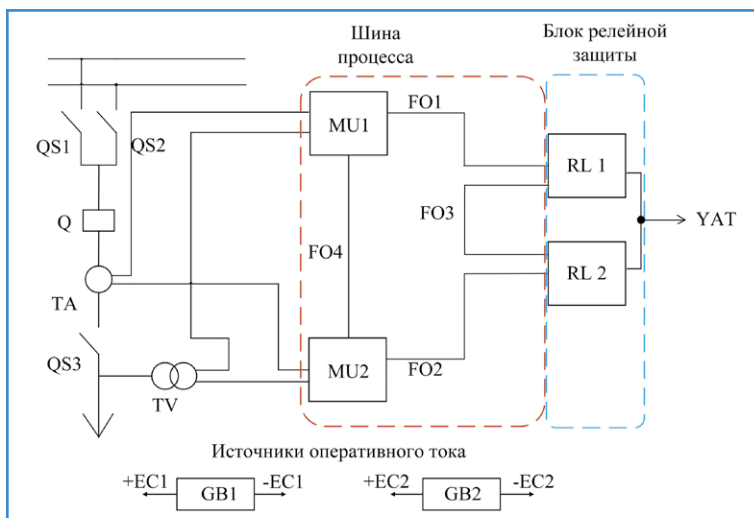 Шина
процесса
Блок релейной
защиты
QS1
QS2
Q
TA
QS3
TV
MU1
MU2
FO1
FO3
FO4
FO2
RL 1
RL 2
YAT
Источники оперативного тока
+EC1
GB1
-EC1
+EC2
GB2
-EC2